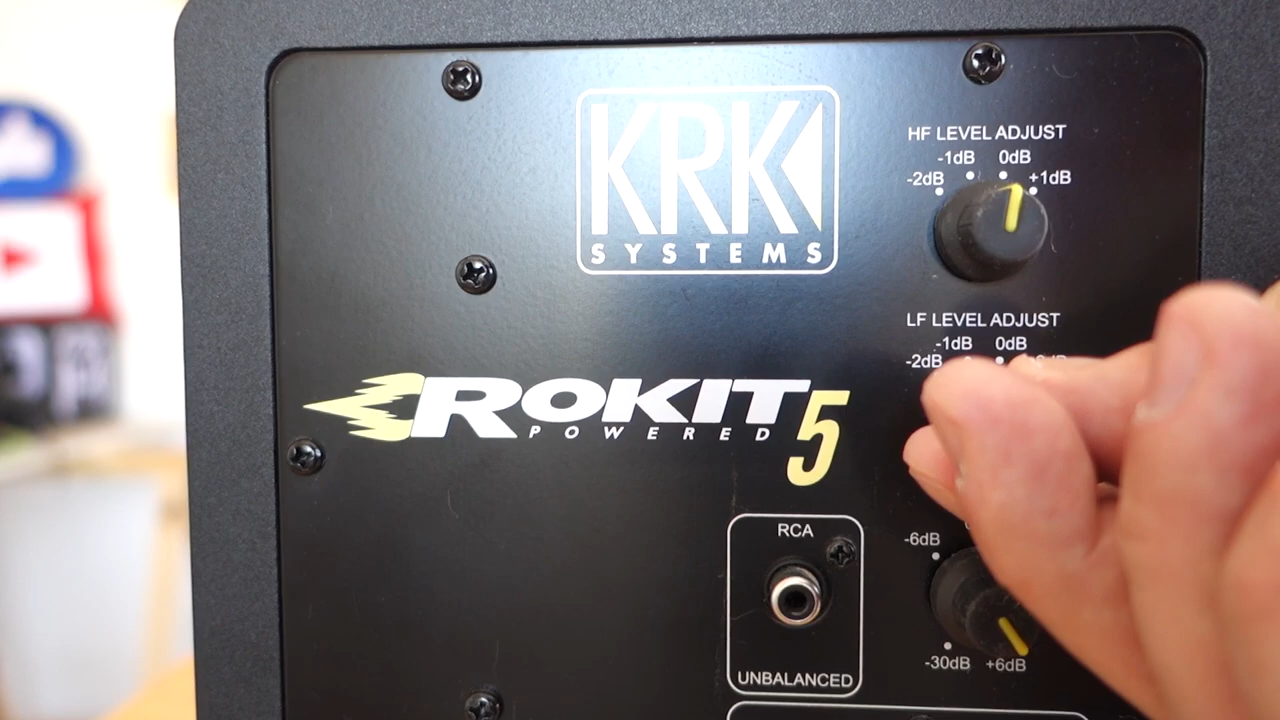 KRK
SYSTEMS
HF LEVEL ADJUST
-1dB 0dB
-2dB +1dB
LF LEVEL ADJUST
-1dB 0dB
-2dB
ROKIT 5
POWERED
RCA
UNBALANCED
-6dB
-30dB +6dB